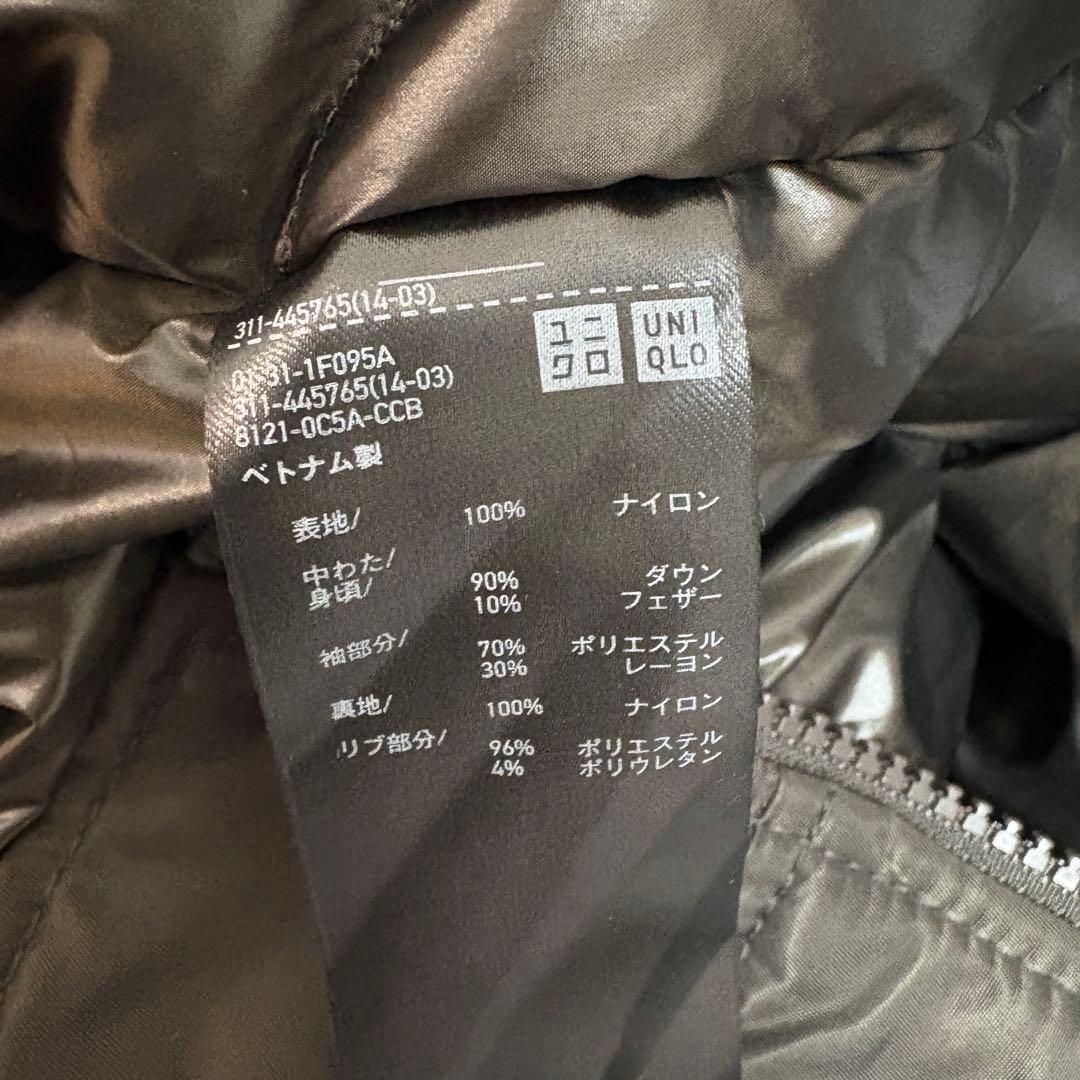 311-445765(14-03)
31-1F095A
311-445765(14-03)
8121-0C5A-CCB
ユニ
クロ
UNI
QLO
ベトナム製
表地/ 100% ナイロン
中わた/
身頃/ 90% ダウン
10% フェザー
袖部分/ 70% ポリエステル
30% レーヨン
裏地/ 100% ナイロン
リブ部分/ 96% ポリエステル
4% ポリウレタン